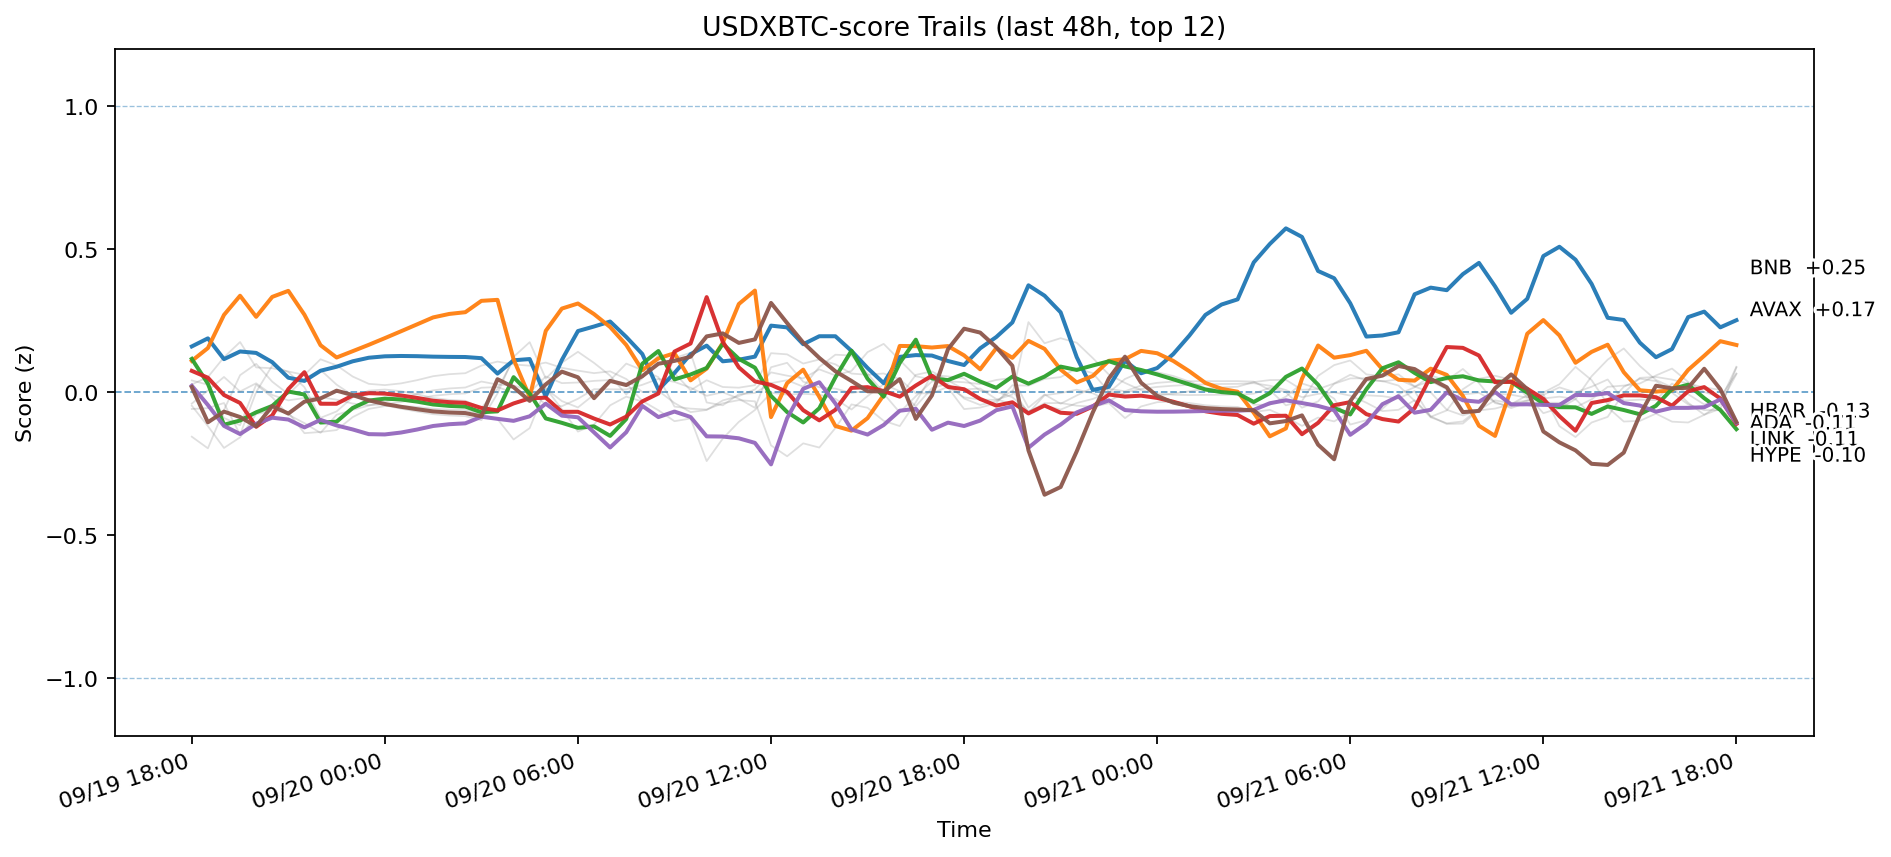 USDXBTC-score Trails (last 48h, top 12)
Score (z)
1.0
0.5
0.0
−0.5
−1.0
BNB +0.25
AVAX +0.17
HBAR -0.13
ADA -0.11
LINK -0.11
HYPE -0.10
09/19 18:00
09/20 00:00
09/20 06:00
09/20 12:00
09/20 18:00
09/21 00:00
09/21 06:00
09/21 12:00
09/21 18:00
Time